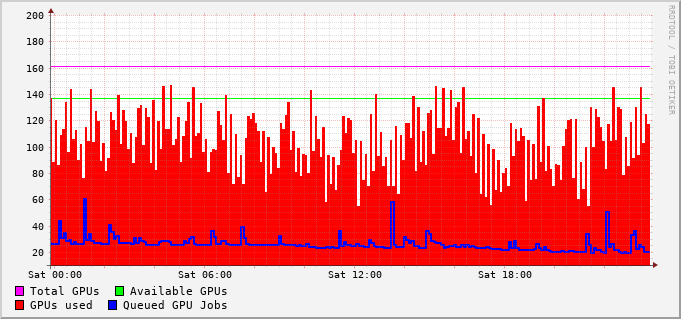 200
180
160
140
120
100
80
60
40
20
Sat 00:00 Sat 06:00 Sat 12:00 Sat 18:00
Total GPUs Available GPUs
GPUs used Queued GPU Jobs
RRDTOOL / TOBI OETIKER